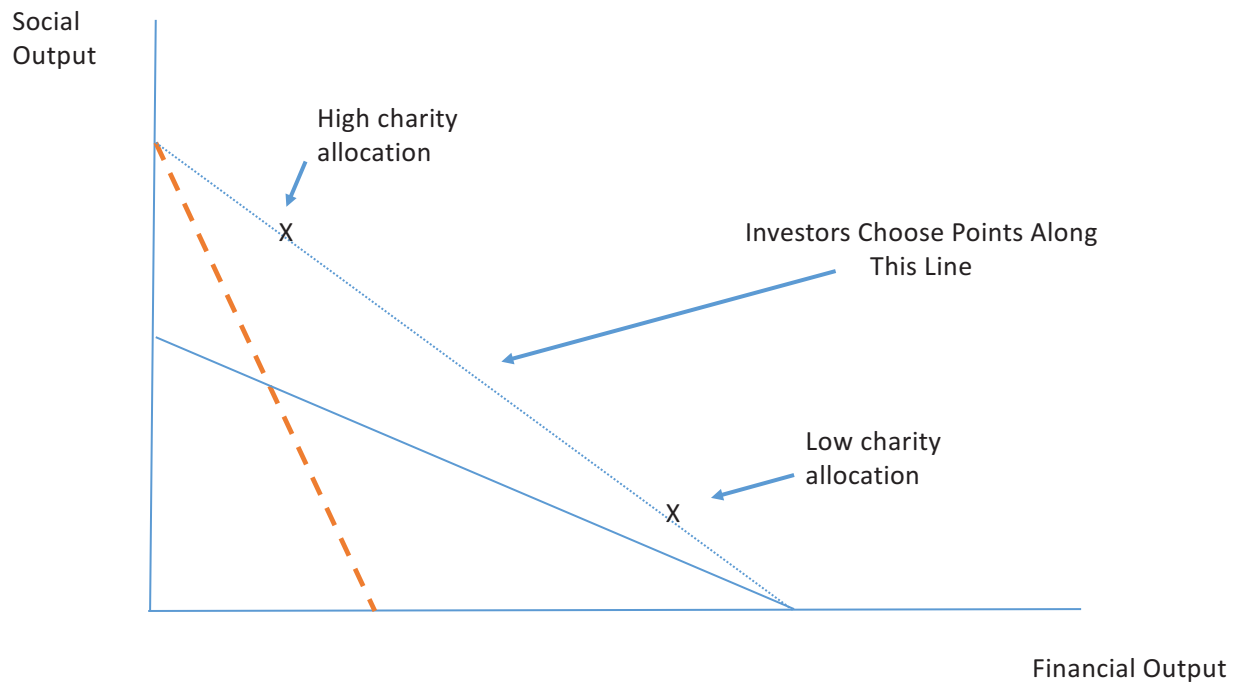 Social
Output
High charity
allocation
X
Investors Choose Points Along
This Line
Low charity
allocation
X
Financial Output